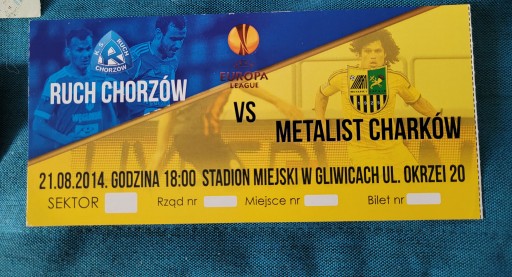 RUCH
CHORZÓW
EUROPA
LEAGUE
RUCH CHORZÓW
VS
METALIST CHARKÓW
21.08.2014. GODZINA 18:00 STADION MIEJSKI W GLIWICACH UL. OKRZEI 20
SEKTOR Rząd nr Miejsce nr Bilet nr